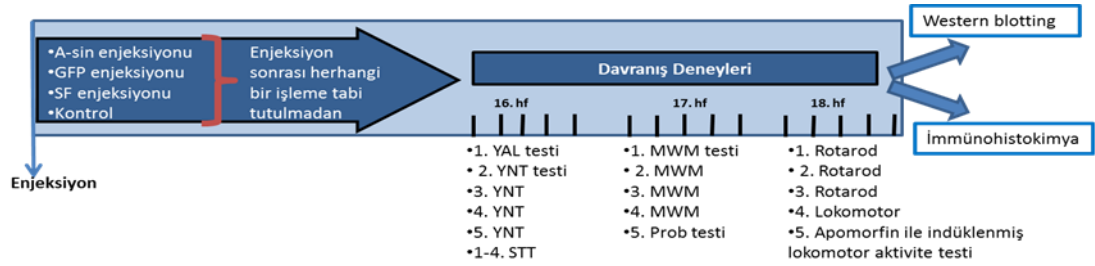 •A-sin enjeksiyonu
•GFP enjeksiyonu
•SF enjeksiyonu
•Kontrol
Enjeksiyon
sonrası herhangi
bir işleme tabi
tutulmadan
Enjeksiyon
Davranış Deneyleri
16. hf
17. hf
18. hf
•1. YAL testi
• 2. YNT testi
•3. YNT
•4. YNT
•5. YNT
•1-4. STT
•1. MWM testi
• 2. MWM
•3. MWM
•4. MWM
•5. Prob testi
•1. Rotarod
• 2. Rotarod
•3. Rotarod
•4. Lokomotor
•5. Apomorfin ile indüklenmiş
lokomotor aktivite testi
Western blotting
İmmünohistokimya